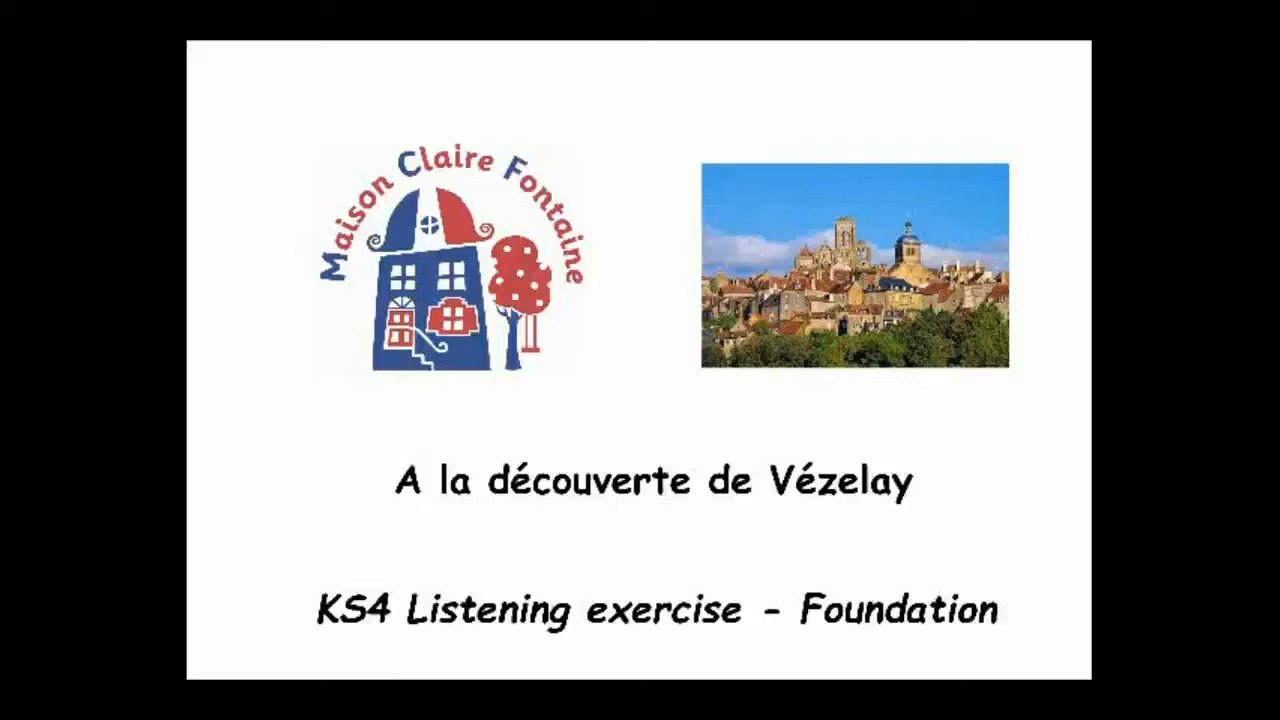 Maison Claire Fontaine
A la découverte de Vézelay
KS4 Listening exercise - Foundation